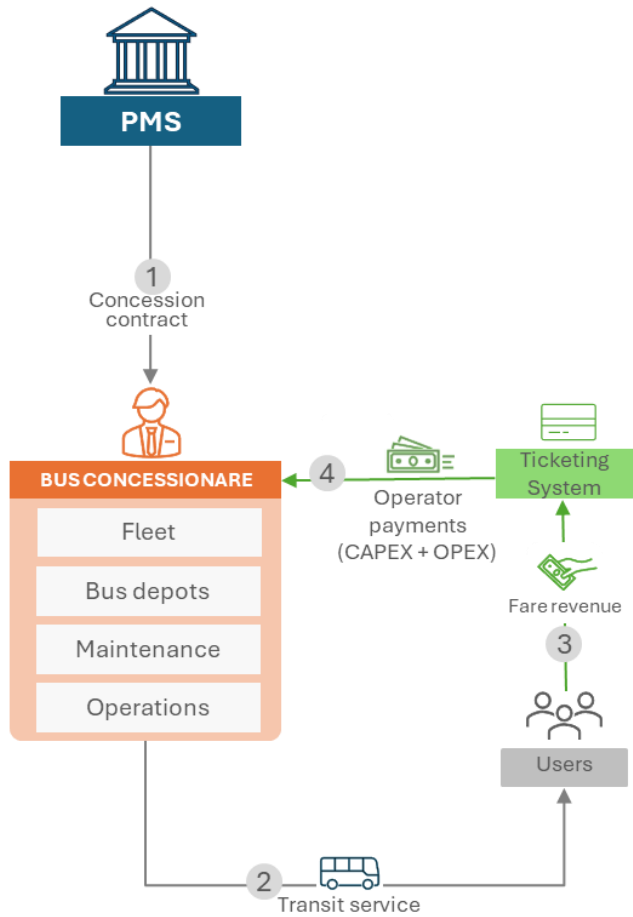 PMS
1
Concession
contract
BUS CONCESSIONARE
Fleet
Bus depots
Maintenance
Operations
4
Operator
payments
(CAPEX + OPEX)
Ticketing
System
Fare revenue
3
Users
2
Transit service